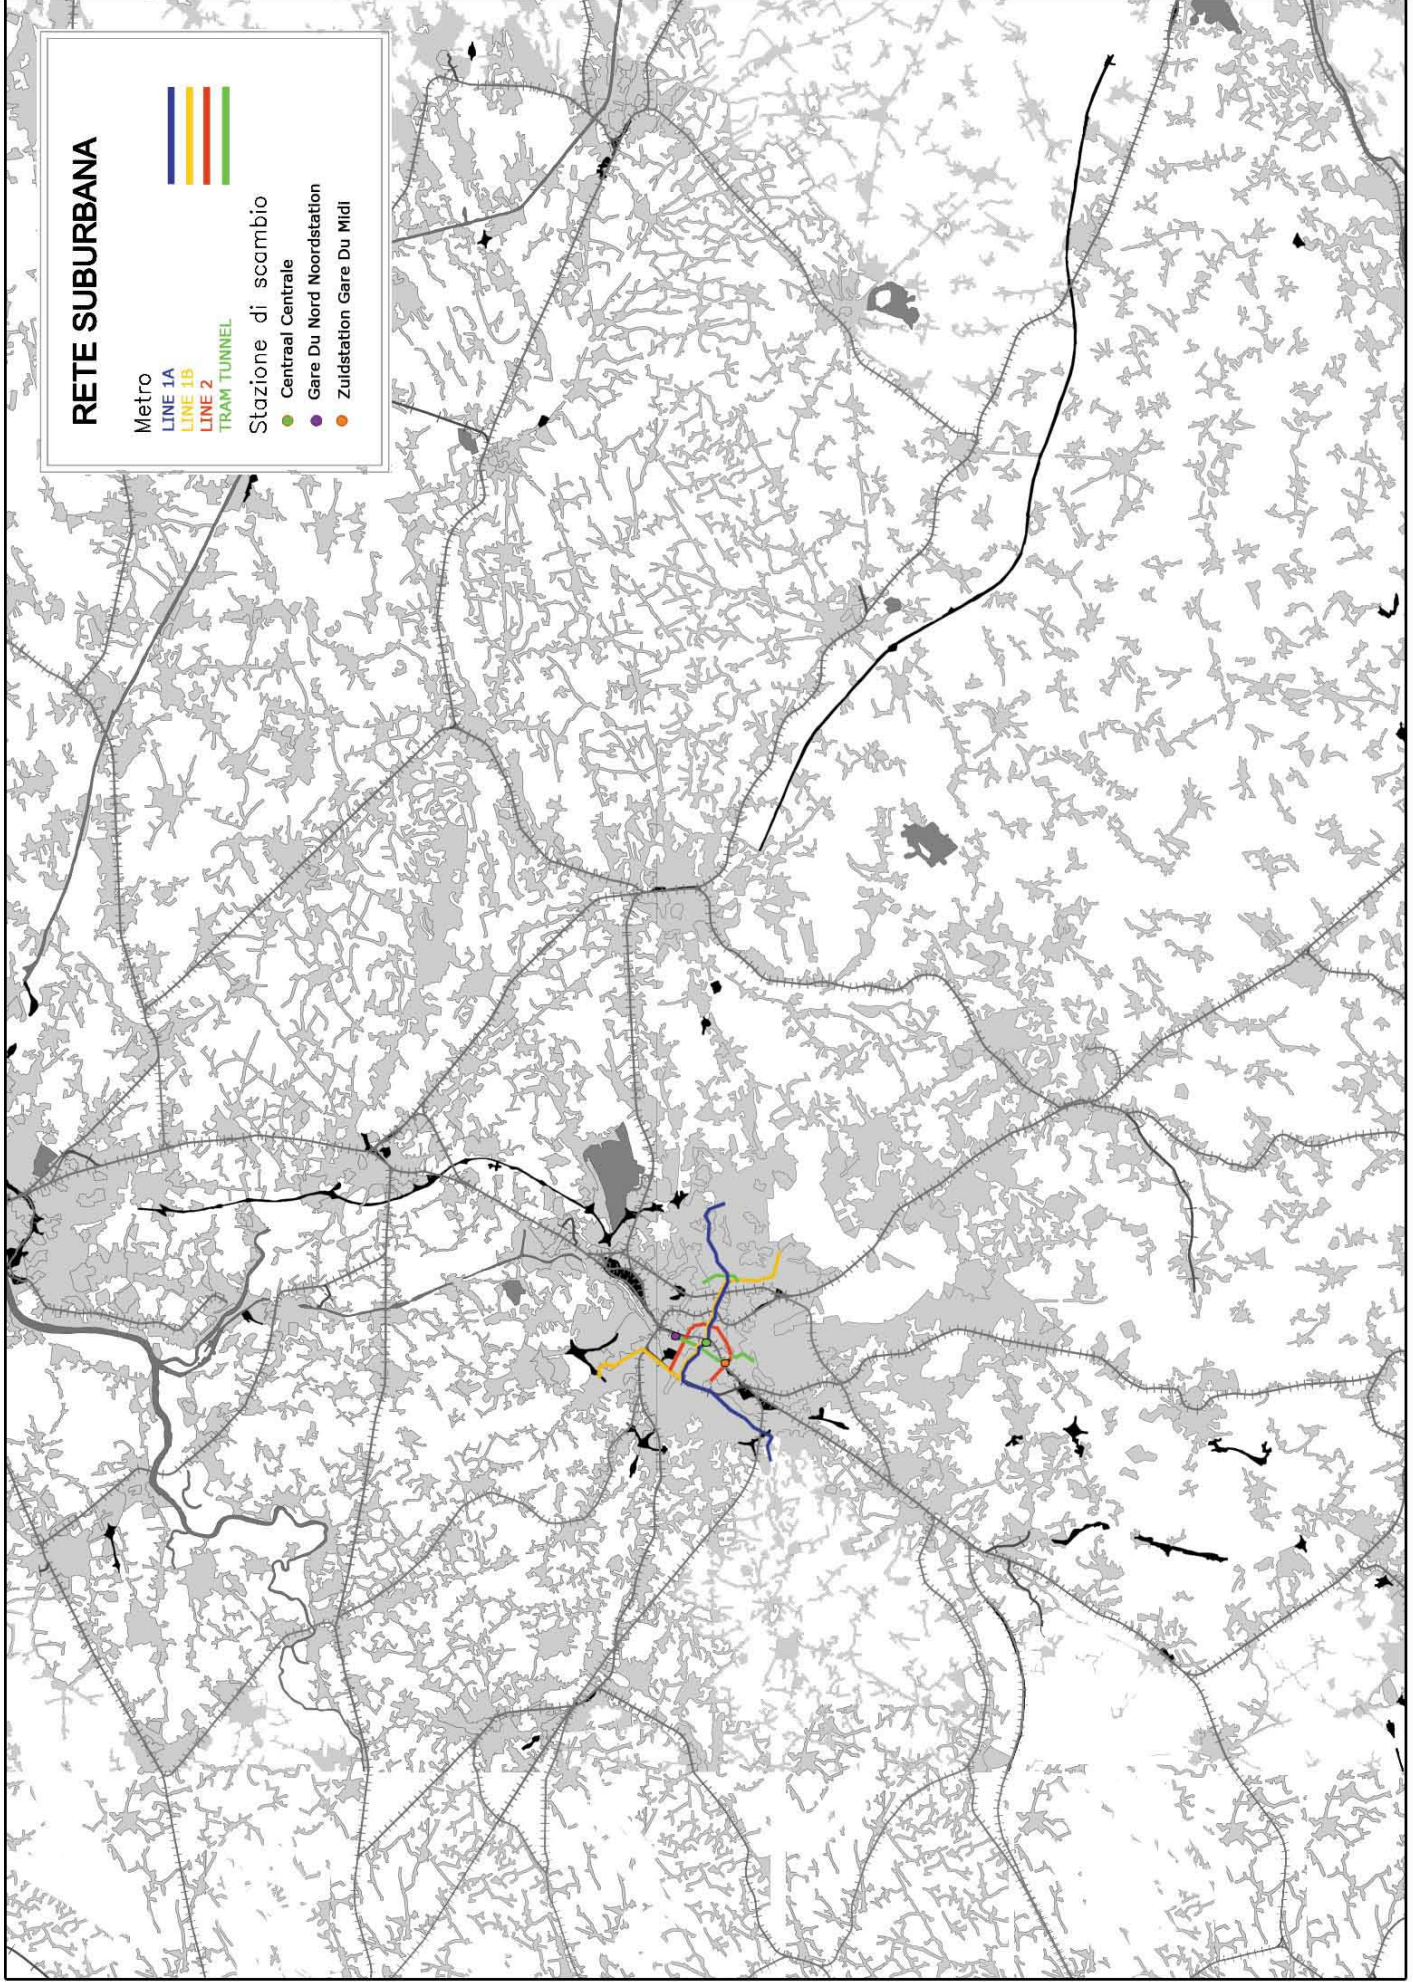 RETE SUBURBANA
Metro
LINE 1A
LINE 1B
LINE 2
TRAM TUNNEL
Stazione di scambio
Centraal Centrale
Gare Du Nord Noordstation
Zuidstation Gare Du Midi